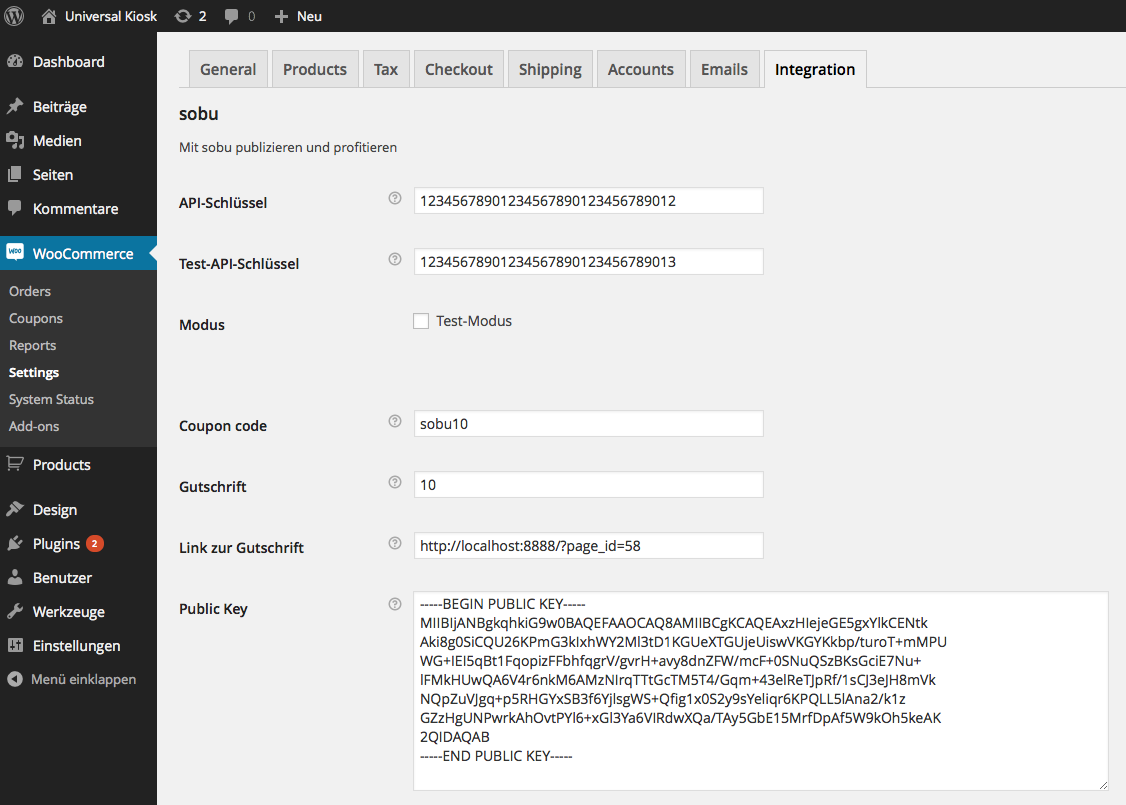 Universal Kiosk 2 0 Neu
Dashboard
Beiträge
Medien
Seiten
Kommentare
WOO WooCommerce
Orders
Coupons
Reports
Settings
System Status
Add-ons
Products
Design
Plugins 2
Benutzer
Werkzeuge
Einstellungen
Menü einklappen
General Products Tax Checkout Shipping Accounts Emails Integration
sobu
Mit sobu publizieren und profitieren
API-Schlüssel ? 12345678901234567890123456789012
Test-API-Schlüssel ? 12345678901234567890123456789013
Modus Test-Modus
Coupon code ? sobu10
Gutschrift ? 10
Link zur Gutschrift ? http://localhost:8888/?page_id=58
Public Key ? -----BEGIN PUBLIC KEY-----
MIIBIjANBgkqhkiG9w0BAQEFAAOCAQ8AMIIBCgKCAQEAxzHIejeGE5gxYlkCENtk
Aki8g0SiCQU26KPmG3kIxhWY2Ml3tD1KGUeXTGUjeUiswVKGYKkbp/turoT+mMPU
WG+IEI5qBt1FqopizFFbhfqgrV/gvrH+avy8dnZFW/mcF+0SNuQSzBKsGciE7Nu+
lFMkHUwQA6V4r6nkM6AMzNIrqTTtGcTM5T4/Gqm+43elReTJpRf/1sCJ3eJH8mVk
NQpZuVJgq+p5RHGYxSB3f6YjlsgWS+Qfig1x0S2y9sYeliqr6KPQLL5lAna2/k1z
GZzHgUNPwrkAhOvtPYl6+xGl3Ya6VIRdwXQa/TAy5GbE15MrfDpAf5W9kOh5keAK
2QIDAQAB
-----END PUBLIC KEY-----